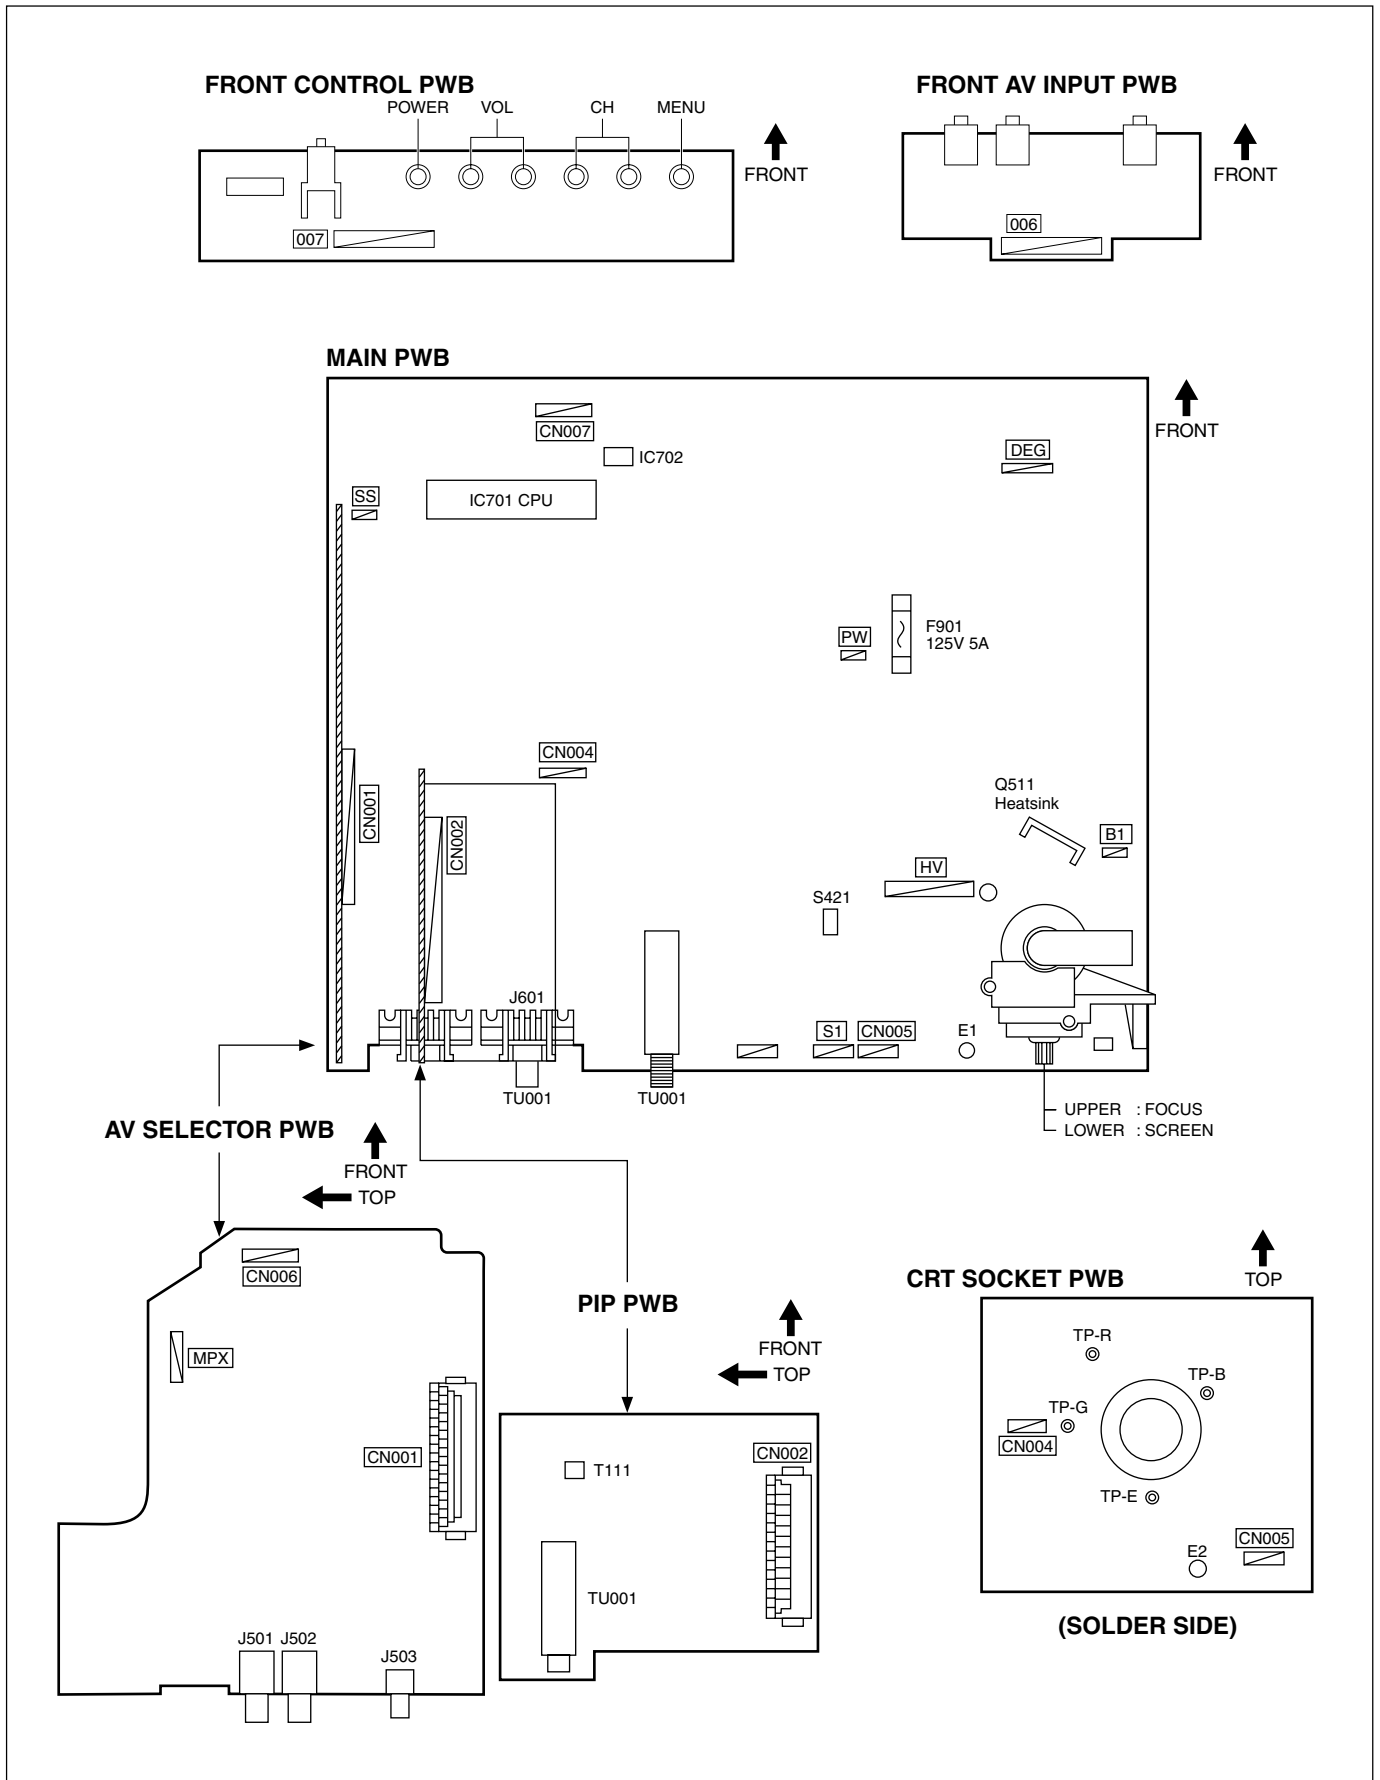 FRONT CONTROL PWB
POWER VOL CH MENU
FRONT
007
FRONT AV INPUT PWB
FRONT
006
MAIN PWB
FRONT
CN007
IC702
DEG
SS
IC701 CPU
PW
F901
125V 5A
CN004
CN001
CN002
Q511
Heatsink
B1
HV
S421
J601
S1 CN005 E1
TU001 TU001
UPPER : FOCUS
LOWER : SCREEN
AV SELECTOR PWB
FRONT
TOP
CN006
MPX
CN001
J501 J502
J503
PIP PWB
FRONT
TOP
CN002
T111
TU001
CRT SOCKET PWB
TOP
TP-R
TP-B
TP-G
CN004
TP-E
CN005
E2
(SOLDER SIDE)